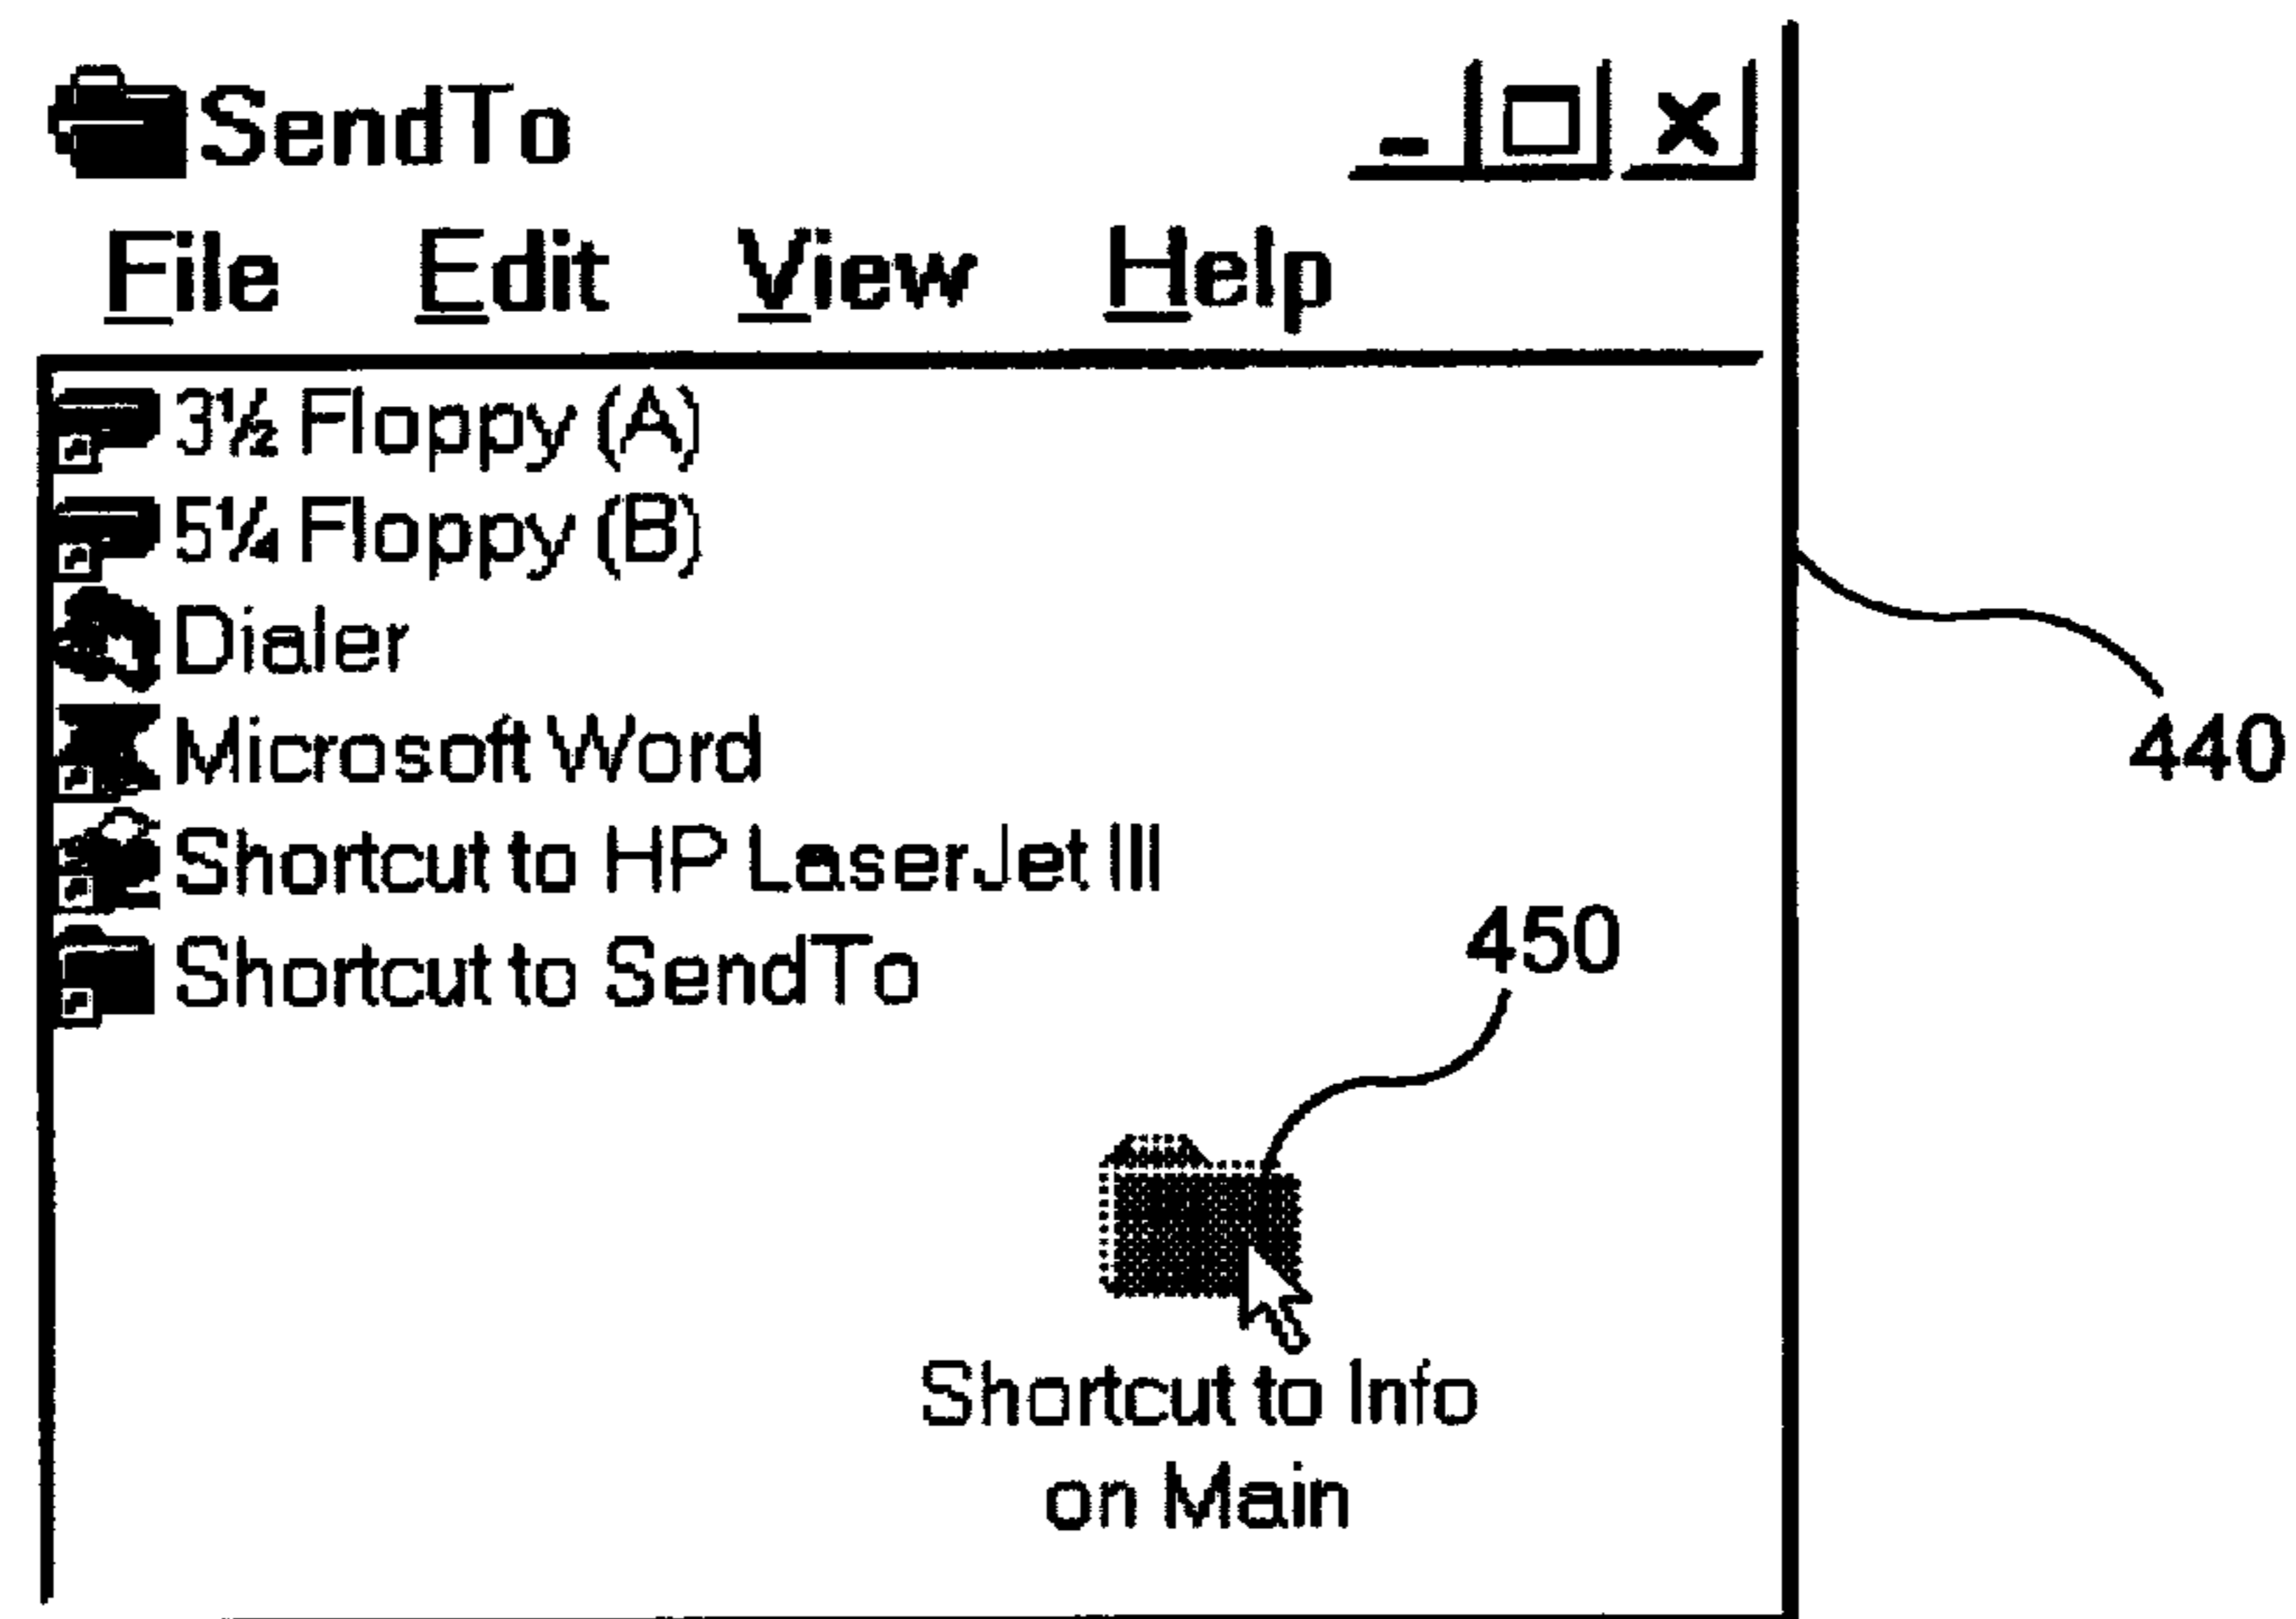 SendTo
File Edit View Help
3½ Floppy (A)
5¼ Floppy (B)
Dialer
440
Microsoft Word
Shortcut to HP LaserJet III
450
Shortcut to SendTo
Shortcut to Info
on Main